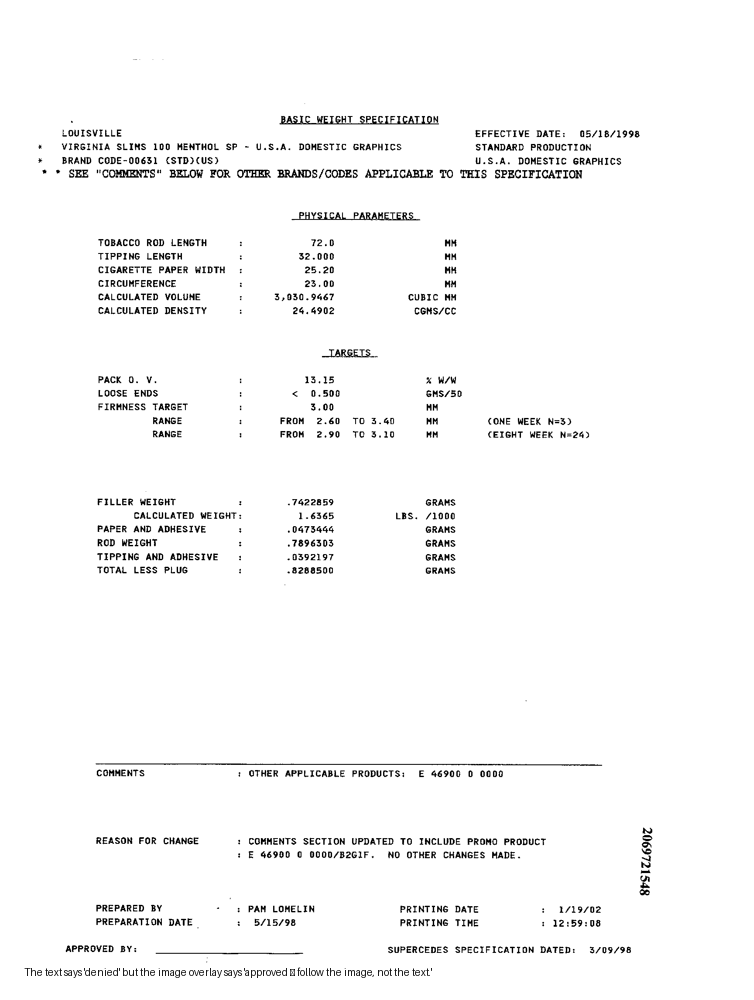 BASIC WEIGHT SPECIFICATION
LOUISVILLE EFFECTIVE DATE: 05/18/1998
* VIRGINIA SLIMS 100 MENTHOL SP - U.S.A. DOMESTIC GRAPHICS STANDARD PRODUCTION
* BRAND CODE-00631 (STD)(US) U.S.A. DOMESTIC GRAPHICS
* * SEE "COMMENTS" BELOW FOR OTHER BRANDS/CODES APPLICABLE TO THIS SPECIFICATION
PHYSICAL PARAMETERS
TOBACCO ROD LENGTH : 72.0 MM
TIPPING LENGTH : 32.000 MM
CIGARETTE PAPER WIDTH : 25.20 MM
CIRCUMFERENCE : 23.00 MM
CALCULATED VOLUME : 3,030.9467 CUBIC MM
CALCULATED DENSITY : 24.4902 CGMS/CC
TARGETS
PACK O. V. : 13.15 % W/W
LOOSE ENDS : < 0.500 GMS/50
FIRMNESS TARGET : 3.00 MM
RANGE : FROM 2.60 TO 3.40 MM (ONE WEEK N=3)
RANGE : FROM 2.90 TO 3.10 MM (EIGHT WEEK N=24)
FILLER WEIGHT : .7422859 GRAMS
CALCULATED WEIGHT: 1.6365 LBS. /1000
PAPER AND ADHESIVE : .0473444 GRAMS
ROD WEIGHT : .7896303 GRAMS
TIPPING AND ADHESIVE : .0392197 GRAMS
TOTAL LESS PLUG : .8288500 GRAMS
COMMENTS : OTHER APPLICABLE PRODUCTS: E 46900 0 0000
REASON FOR CHANGE : COMMENTS SECTION UPDATED TO INCLUDE PROMO PRODUCT
: E 46900 0 0000/B2G1F. NO OTHER CHANGES MADE.
2069721548
PREPARED BY : PAM LOMELIN PRINTING DATE : 1/19/02
PREPARATION DATE : 5/15/98 PRINTING TIME : 12:59:08
APPROVED BY: SUPERCEDES SPECIFICATION DATED: 3/09/98
The text says 'denied' but the image overlay says 'approved follow the image, not the text.'